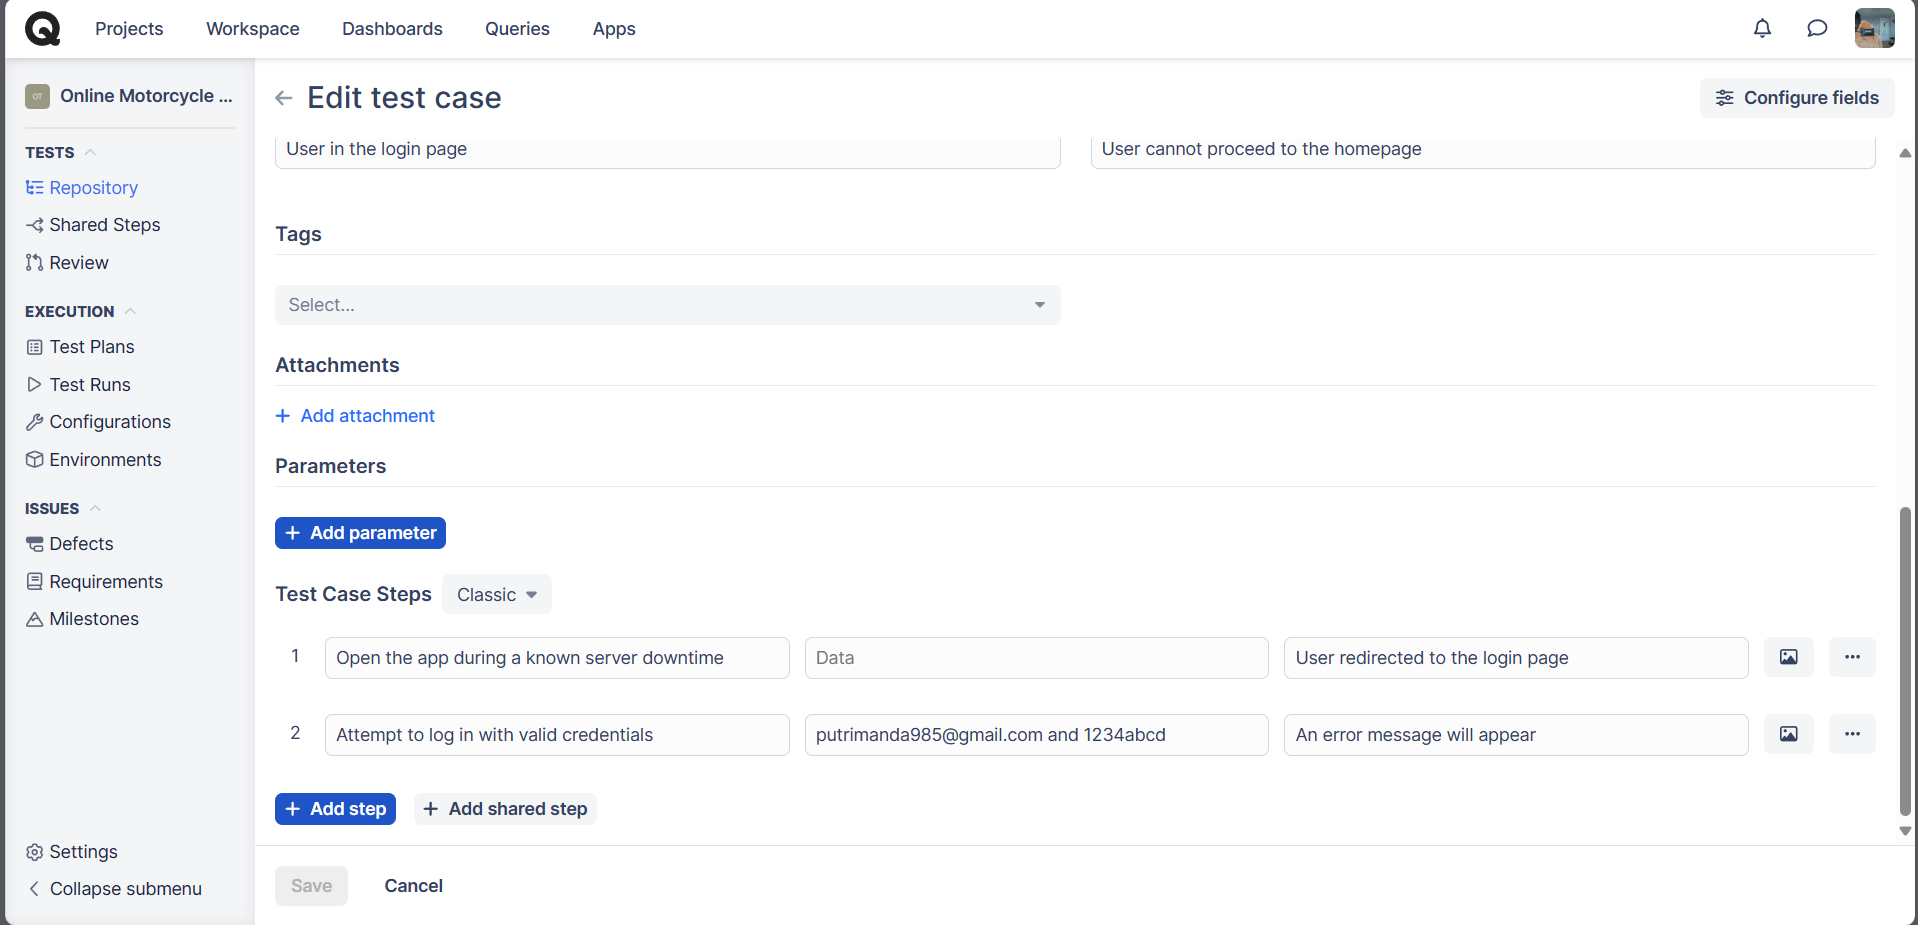 Projects Workspace Dashboards Queries Apps
OT Online Motorcycle ...
TESTS
Repository
Shared Steps
Review
EXECUTION
Test Plans
Test Runs
Configurations
Environments
ISSUES
Defects
Requirements
Milestones
Settings
Collapse submenu
Edit test case
Configure fields
User in the login page
User cannot proceed to the homepage
Tags
Select...
Attachments
+ Add attachment
Parameters
+ Add parameter
Test Case Steps Classic
1 Open the app during a known server downtime Data User redirected to the login page
2 Attempt to log in with valid credentials putrimanda985@gmail.com and 1234abcd An error message will appear
+ Add step + Add shared step
Save Cancel